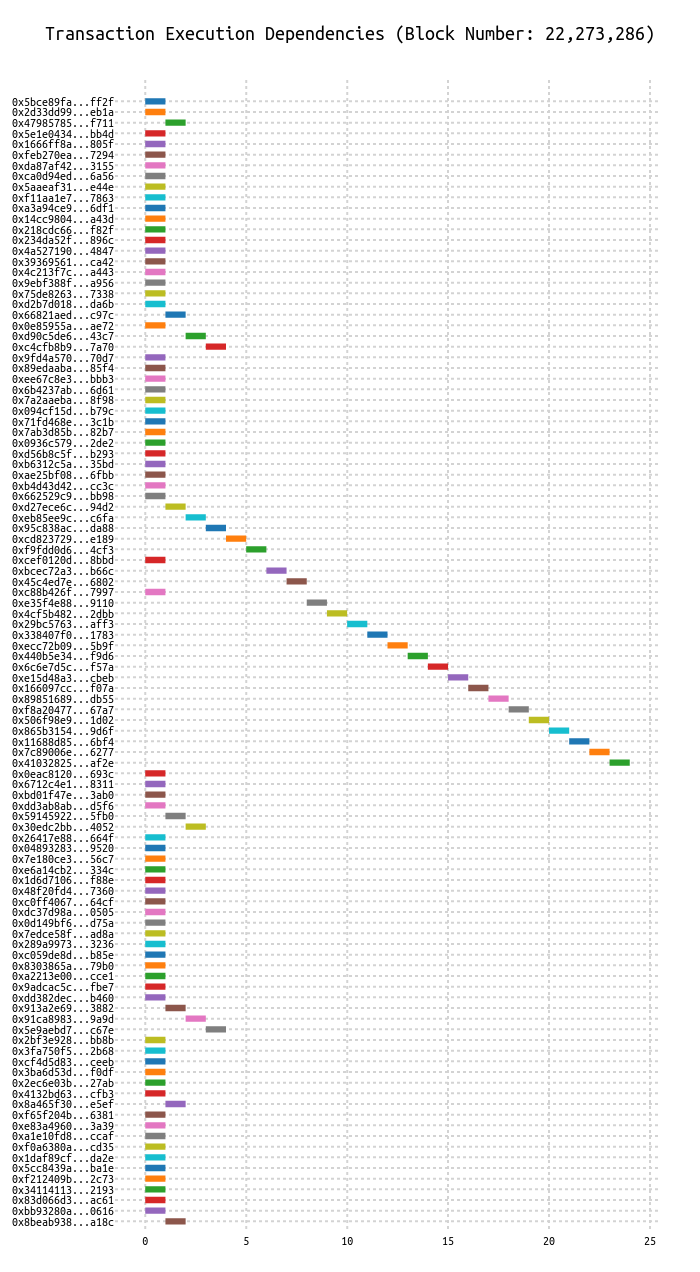 Transaction Execution Dependencies (Block Number: 22,273,286)
0x5bce89fa...ff2f
0x2d33dd99...eb1a
0x47985785...f711
0x5e1e0434...bb4d
0x1666ff8a...805f
0xfeb270ea...7294
0xda87af42...3155
0xca0d94ed...6a56
0x5aaeaf31...e44e
0xf11aa1e7...7863
0xa3a94ce9...6df1
0x14cc9804...a43d
0x218cdc66...f82f
0x234da52f...896c
0x4a527190...4847
0x39369561...ca42
0x4c213f7c...a443
0x9ebf388f...a956
0x75de8263...7338
0xd2b7d018...da6b
0x66821aed...c97c
0x0e85955a...ae72
0xd90c5de6...43c7
0xc4cfb8b9...7a70
0x9fd4a570...70d7
0x89edaaba...85f4
0xee67c8e3...bbb3
0x6b4237ab...6d61
0x7a2aaeba...8f98
0x094cf15d...b79c
0x71fd468e...3c1b
0x7ab3d85b...82b7
0x0936c579...2de2
0xd56b8c5f...b293
0xb6312c5a...35bd
0xae25bf08...6fbb
0xb4d43d42...cc3c
0x662529c9...bb98
0xd27ece6c...94d2
0xeb85ee9c...c6fa
0x95c838ac...da88
0xcd823729...e189
0xf9fdd0d6...4cf3
0xcef0120d...8bbd
0xbcec72a3...b66c
0x45c4ed7e...6802
0xc88b426f...7997
0xe35f4e88...9110
0x4cf5b482...2dbb
0x29bc5763...aff3
0x338407f0...1783
0xecc72b09...5b9f
0x440b5e34...f9d6
0x6c6e7d5c...f57a
0xe15d48a3...cbeb
0x166097cc...f07a
0x89851689...db55
0xf8a20477...67a7
0x506f98e9...1d02
0x865b3154...9d6f
0x11688d85...6bf4
0x7c89006e...6277
0x41032825...af2e
0x0eac8120...693c
0x6712c4e1...8311
0xbd01f47e...3ab0
0xdd3ab8ab...d5f6
0x59145922...5fb0
0x30edc2bb...4052
0x26417e88...664f
0x04893283...9520
0x7e180ce3...56c7
0xe6a14cb2...334c
0x1d6d7106...f88e
0x48f20fd4...7360
0xc0ff4067...64cf
0xdc37d98a...0505
0x0d149bf6...d75a
0x7edce58f...ad8a
0x289a9973...3236
0xc059de8d...b85e
0x8303865a...79b0
0xa2213e00...cce1
0x9adcac5c...fbe7
0xdd382dec...b460
0x913a2e69...3882
0x91ca8983...9a9d
0x5e9aebd7...c67e
0x2bf3e928...bb8b
0x3fa750f5...2b68
0xcf4d5d83...ceeb
0x3ba6d53d...f0df
0x2ec6e03b...27ab
0x4132bd63...cfb3
0x8a465f30...e5ef
0xf65f204b...6381
0xe83a4960...3a39
0xa1e10fd8...ccaf
0xf0a6380a...cd35
0x1daf89cf...da2e
0x5cc8439a...ba1e
0xf212409b...2c73
0x34114113...2193
0x83d066d3...ac61
0xbb93280a...0616
0x8beab938...a18c
0 5 10 15 20 25